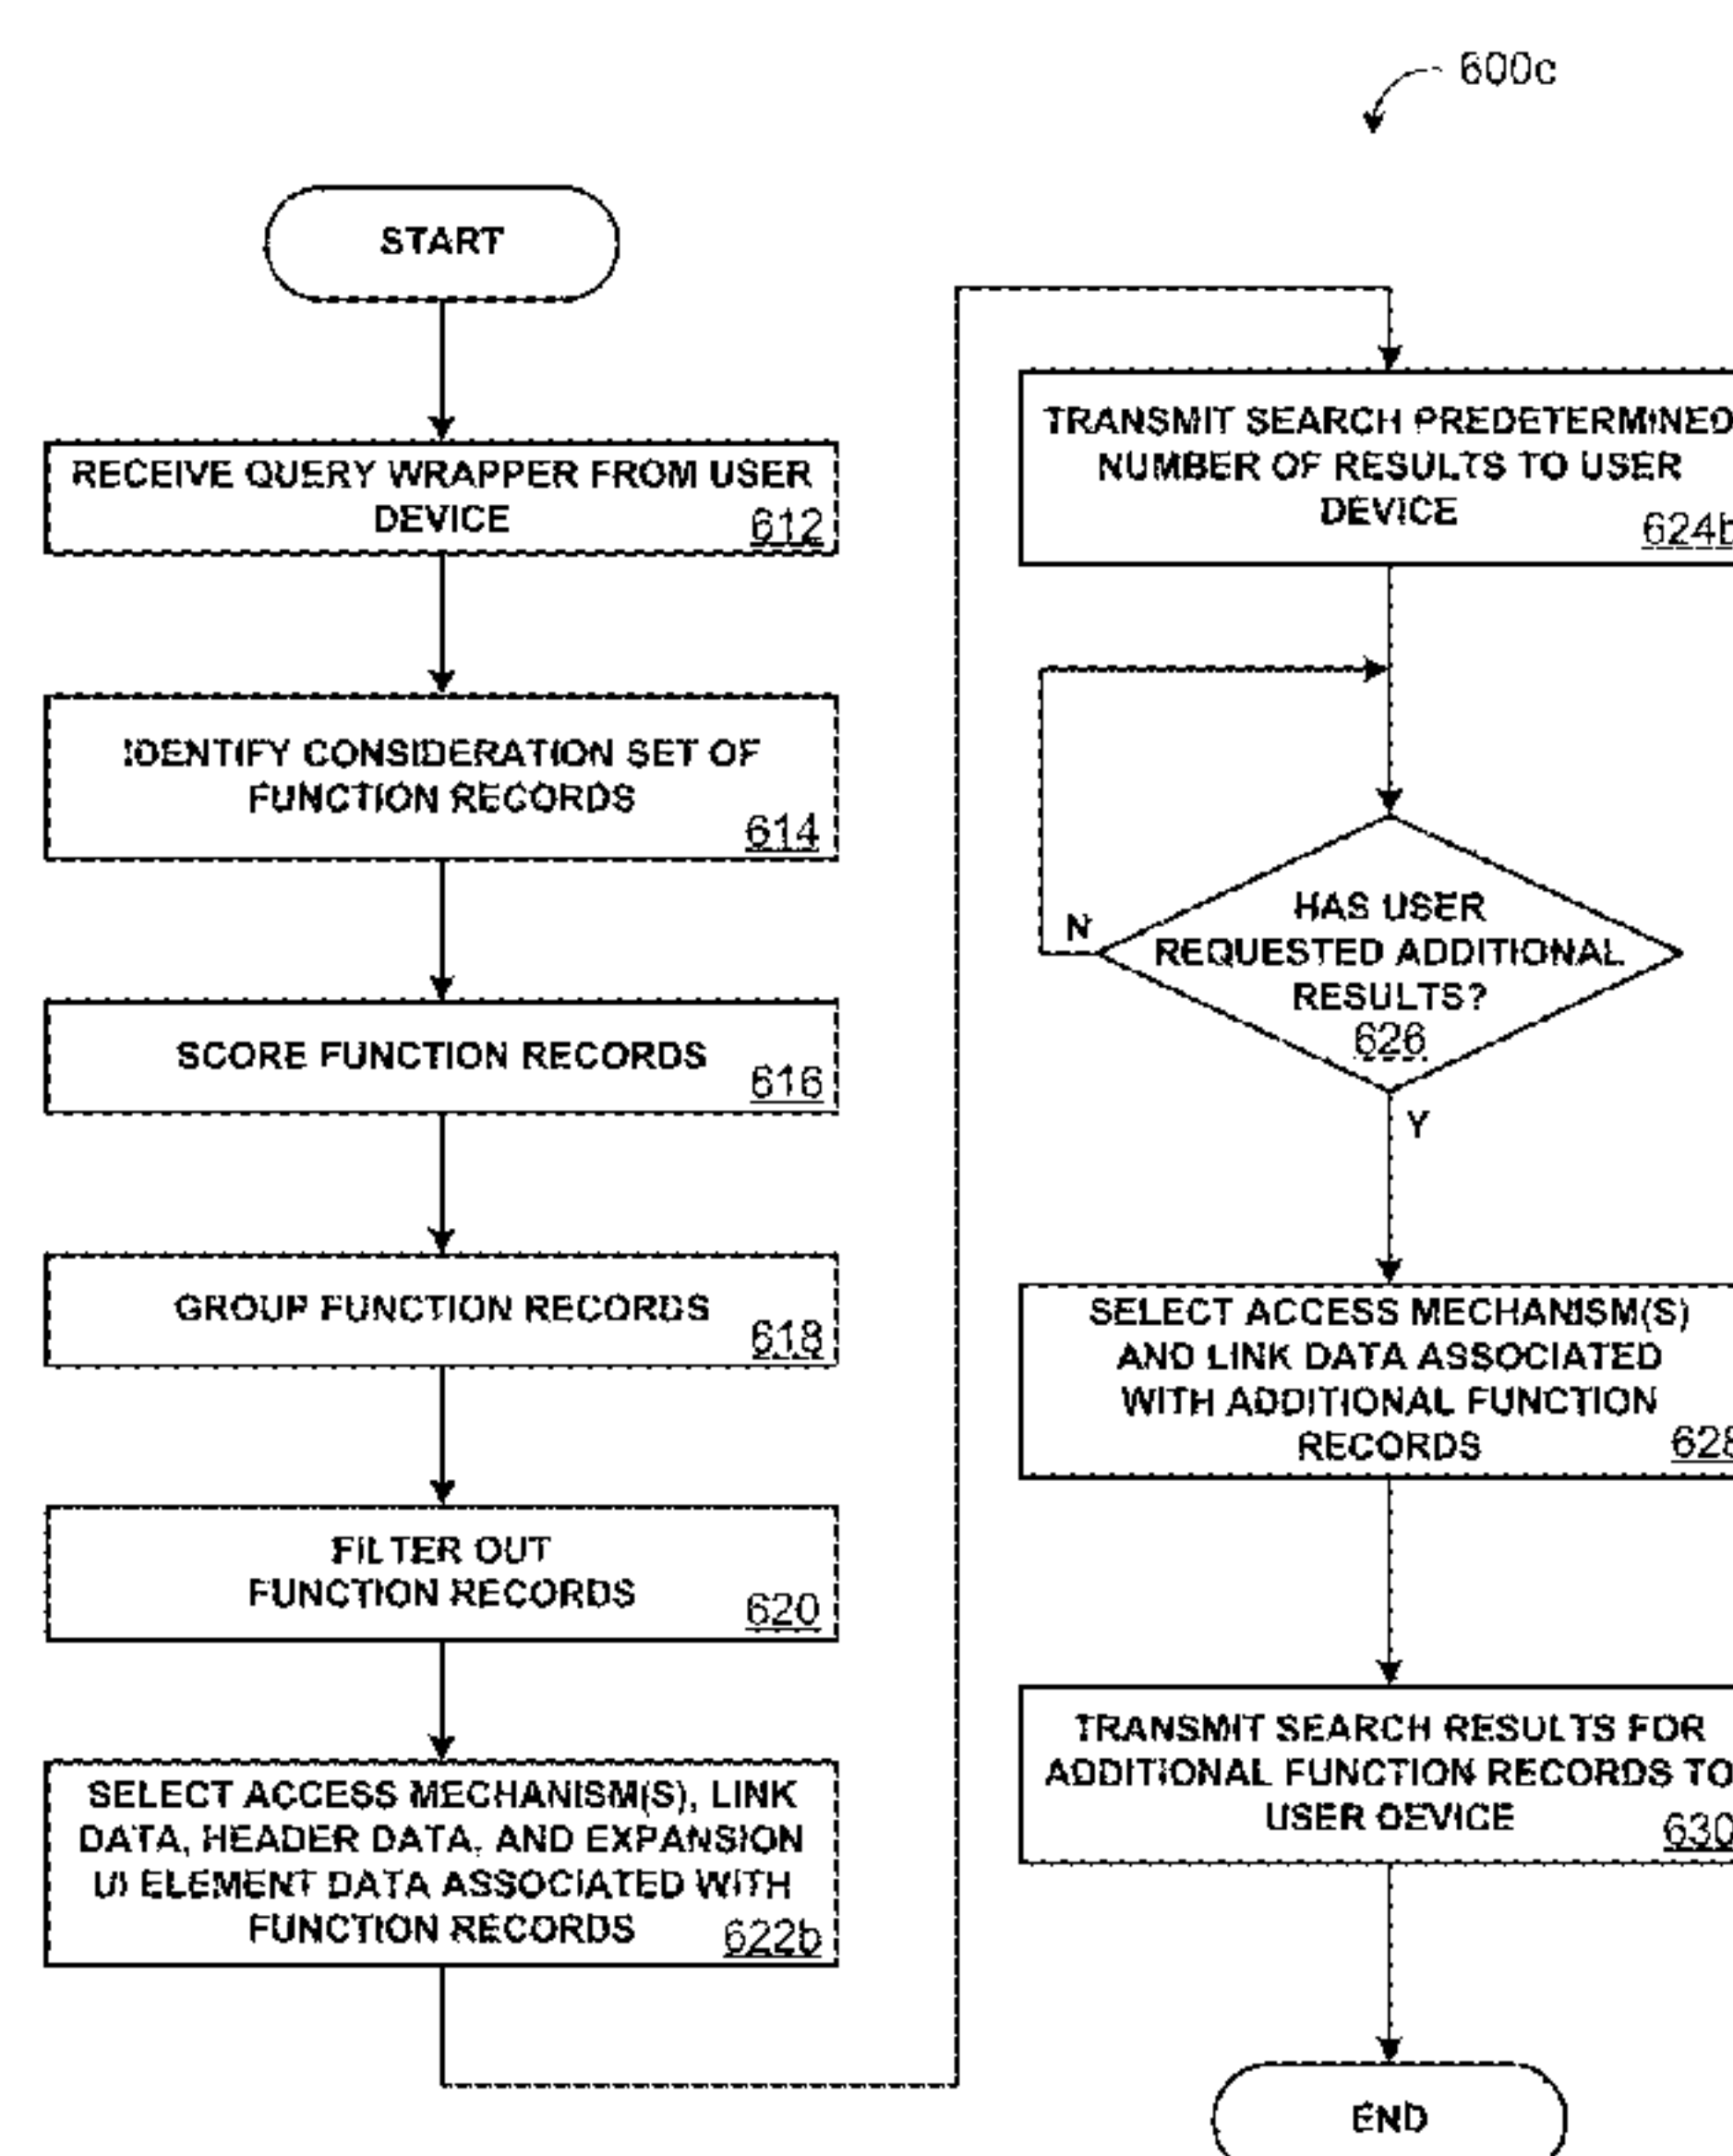 600c
START
RECEIVE QUERY WRAPPER FROM USER
DEVICE
612
IDENTIFY CONSIDERATION SET OF
FUNCTION RECORDS
614
SCORE FUNCTION RECORDS
616
GROUP FUNCTION RECORDS
618
FILTER OUT
FUNCTION RECORDS
620
SELECT ACCESS MECHANISM(S), LINK
DATA, HEADER DATA, AND EXPANSION
UI ELEMENT DATA ASSOCIATED WITH
FUNCTION RECORDS
622b
TRANSMIT SEARCH PREDETERMINED
NUMBER OF RESULTS TO USER
DEVICE
624b
HAS USER
REQUESTED ADDITIONAL
RESULTS?
626
N
Y
SELECT ACCESS MECHANISM(S)
AND LINK DATA ASSOCIATED
WITH ADDITIONAL FUNCTION
RECORDS
628
TRANSMIT SEARCH RESULTS FOR
ADDITIONAL FUNCTION RECORDS TO
USER DEVICE
630
END